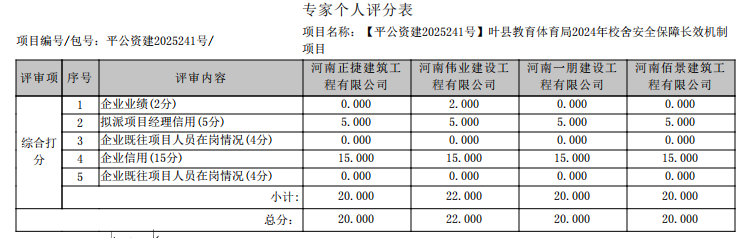 专家个人评分表
项目编号/包号：平公资建2025241号/
项目名称：【平公资建2025241号】叶县教育体育局2024年校舍安全保障长效机制
项目
评审项 序号 评审内容 河南正捷建筑工程有限公司 河南伟业建设工程有限公司 河南一朋建设工程有限公司 河南佰景建筑工程有限公司
综合打分
1 企业业绩(2分) 0.000 2.000 0.000 0.000
2 拟派项目经理信用(5分) 5.000 5.000 5.000 5.000
3 企业既往项目人员在岗情况(4分) 0.000 0.000 0.000 0.000
4 企业信用(15分) 15.000 15.000 15.000 15.000
5 企业既往项目人员在岗情况(4分) 0.000 0.000 0.000 0.000
小计： 20.000 22.000 20.000 20.000
总分： 20.000 22.000 20.000 20.000